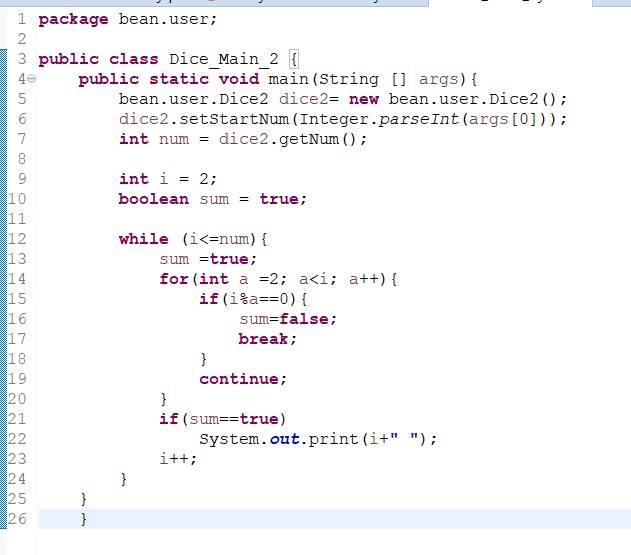 1 package bean.user;
2
3 public class Dice_Main_2 {
4 public static void main(String [] args){
5 bean.user.Dice2 dice2= new bean.user.Dice2();
6 dice2.setStartNum(Integer.parseInt(args[0]));
7 int num = dice2.getNum();
8
9 int i = 2;
10 boolean sum = true;
11
12 while (i<=num){
13 sum =true;
14 for(int a =2; a<i; a++){
15 if(i%a==0){
16 sum=false;
17 break;
18 }
19 continue;
20 }
21 if(sum==true)
22 System.out.print(i+" ");
23 i++;
24 }
25 }
26 }